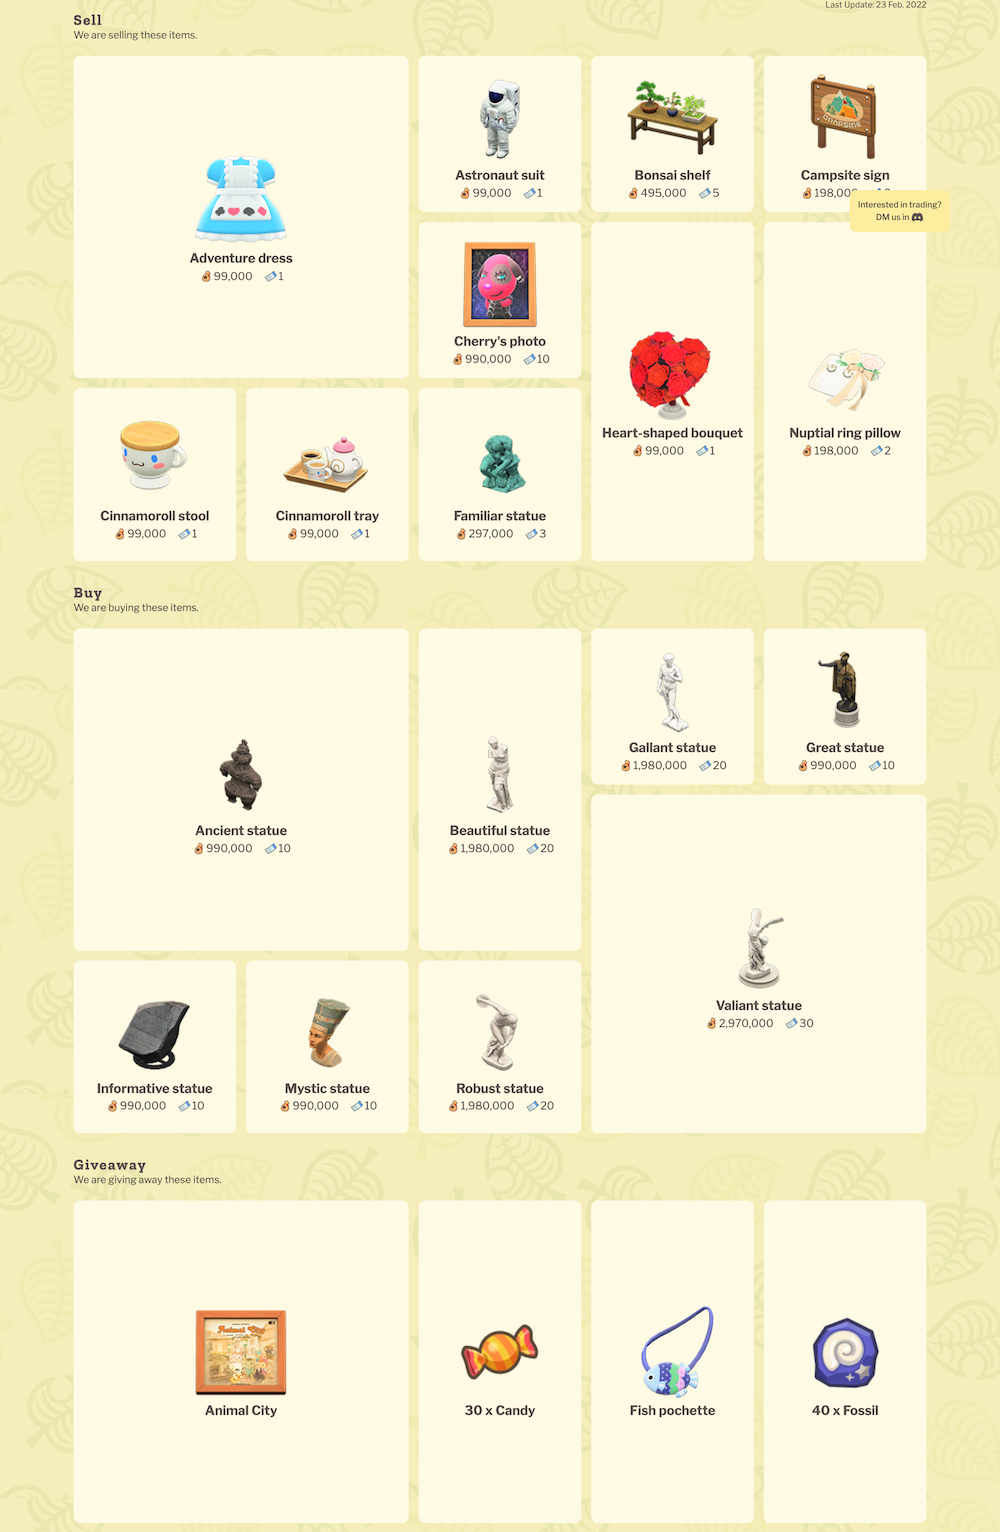 Last Update: 23 Feb. 2022
Sell
We are selling these items.
Adventure dress
99,000 1
Astronaut suit
99,000 1
Bonsai shelf
495,000 5
CAMPSITE
Campsite sign
198,000
Interested in trading?
DM us in
Cherry's photo
990,000 10
Heart-shaped bouquet
99,000 1
Nuptial ring pillow
198,000 2
Cinnamoroll stool
99,000 1
Cinnamoroll tray
99,000 1
Familiar statue
297,000 3
Buy
We are buying these items.
Ancient statue
990,000 10
Beautiful statue
1,980,000 20
Gallant statue
1,980,000 20
Great statue
990,000 10
Valiant statue
2,970,000 30
Informative statue
990,000 10
Mystic statue
990,000 10
Robust statue
1,980,000 20
Giveaway
We are giving away these items.
Animal City
Animal City
30 x Candy
Fish pochette
40 x Fossil